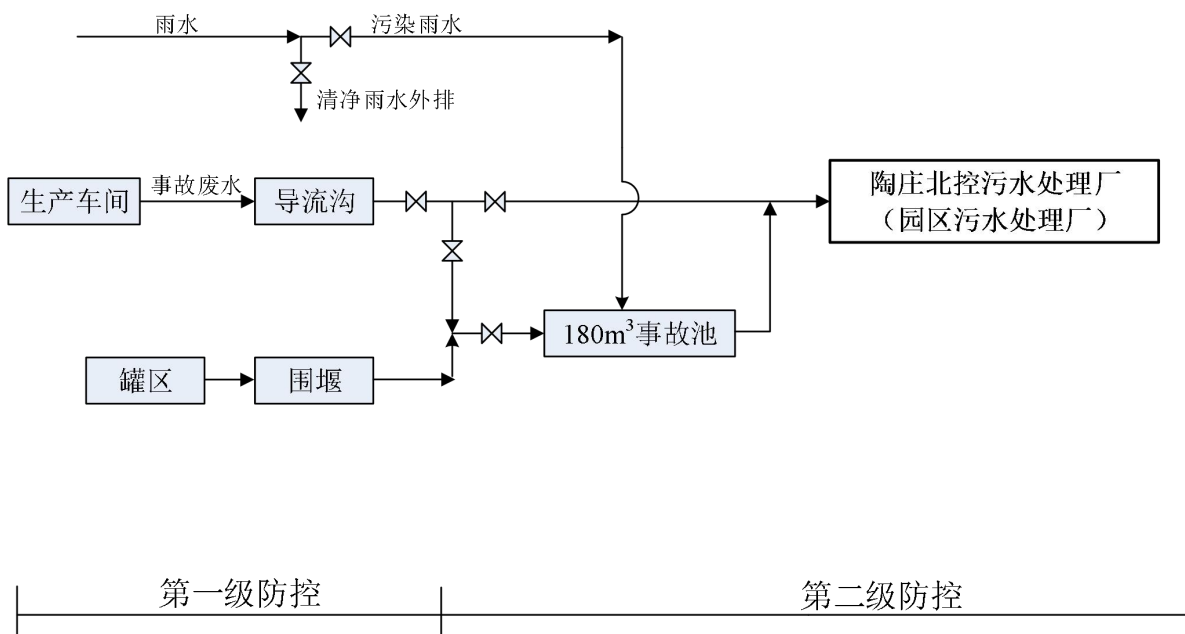 雨水
污染雨水
清净雨水外排
生产车间
事故废水
导流沟
陶庄北控污水处理厂
（园区污水处理厂）
180m³事故池
罐区
围堰
第一级防控
第二级防控